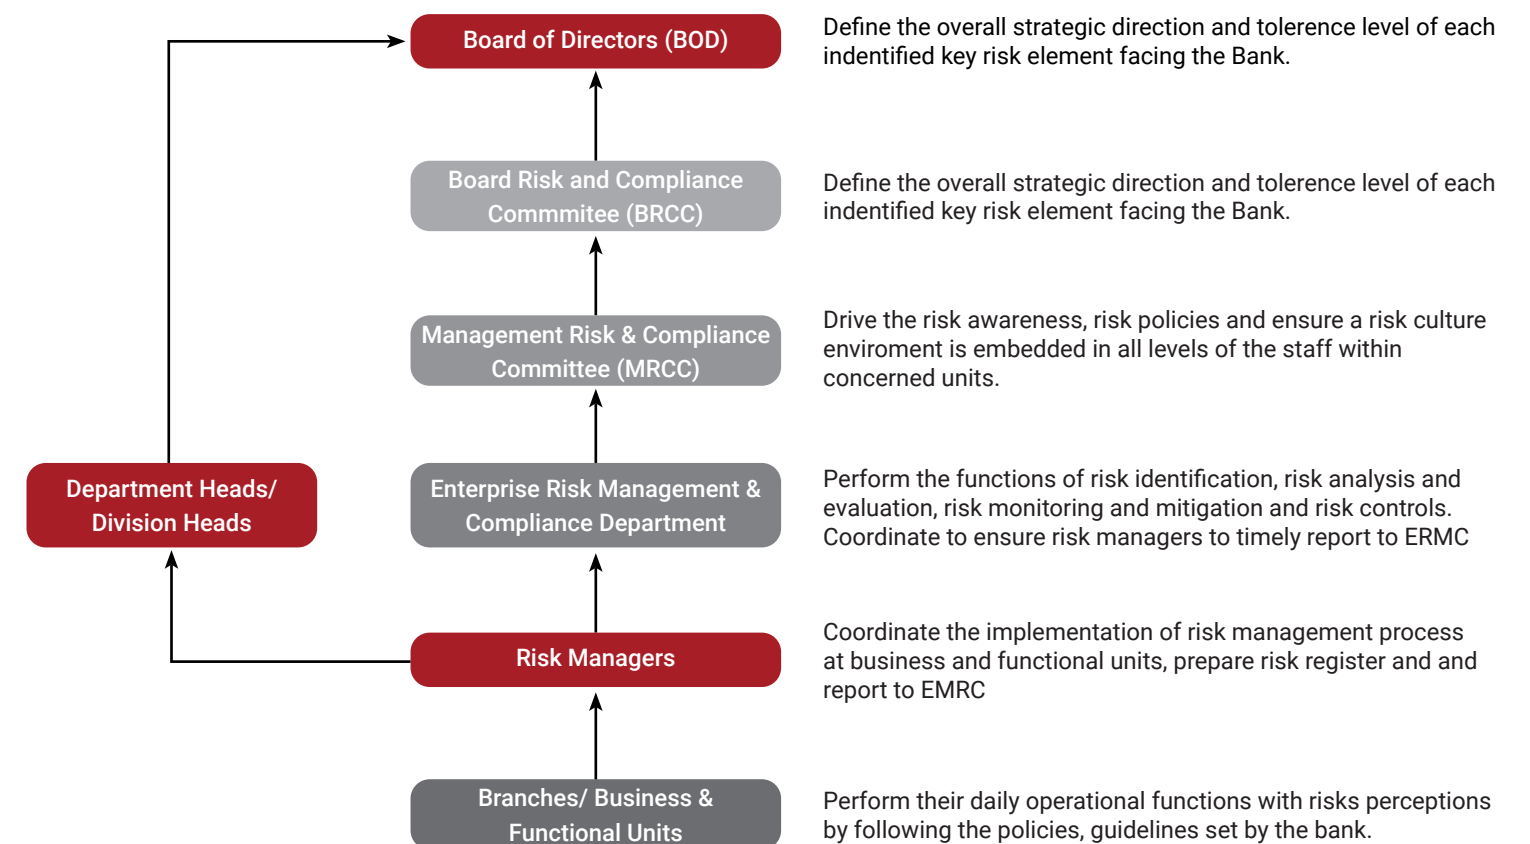 Board of Directors (BOD)
Define the overall strategic direction and tolerence level of each
indentified key risk element facing the Bank.
Board Risk and Compliance
Commmitee (BRCC)
Define the overall strategic direction and tolerence level of each
indentified key risk element facing the Bank.
Management Risk & Compliance
Committee (MRCC)
Drive the risk awareness, risk policies and ensure a risk culture
enviroment is embedded in all levels of the staff within
concerned units.
Department Heads/
Division Heads
Enterprise Risk Management &
Compliance Department
Perform the functions of risk identification, risk analysis and
evaluation, risk monitoring and mitigation and risk controls.
Coordinate to ensure risk managers to timely report to ERMC
Risk Managers
Coordinate the implementation of risk management process
at business and functional units, prepare risk register and and
report to EMRC
Branches/ Business &
Functional Units
Perform their daily operational functions with risks perceptions
by following the policies, guidelines set by the bank.